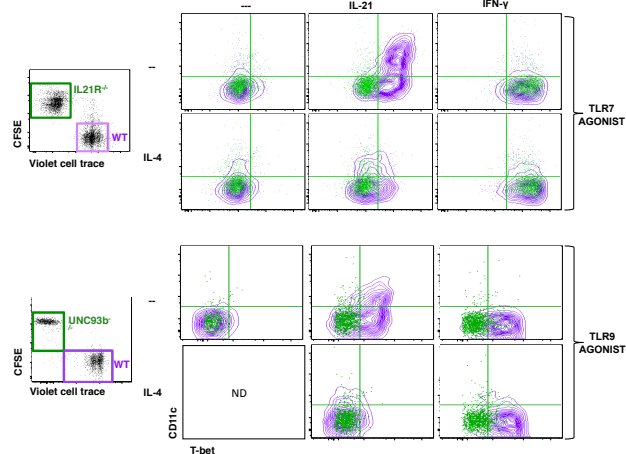 --- IL-21 IFN-γ
--
IL21R-/-
CFSE
WT
Violet cell trace
TLR7
AGONIST
IL-4
--
UNC93b-
/-
CFSE
WT
Violet cell trace
TLR9
AGONIST
IL-4
ND
CD11c
T-bet